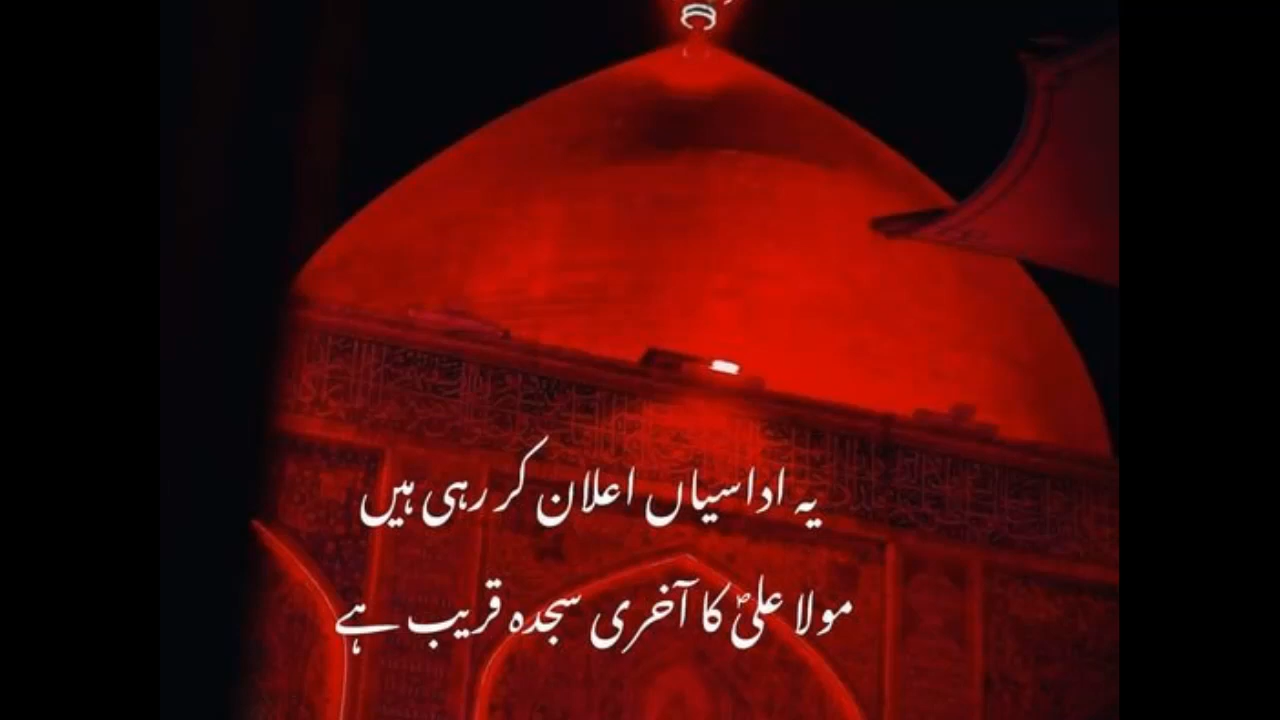 یہ اداسیاں اعلان کر رہی ہیں
مولا علیؑ کا آخری سجدہ قریب ہے